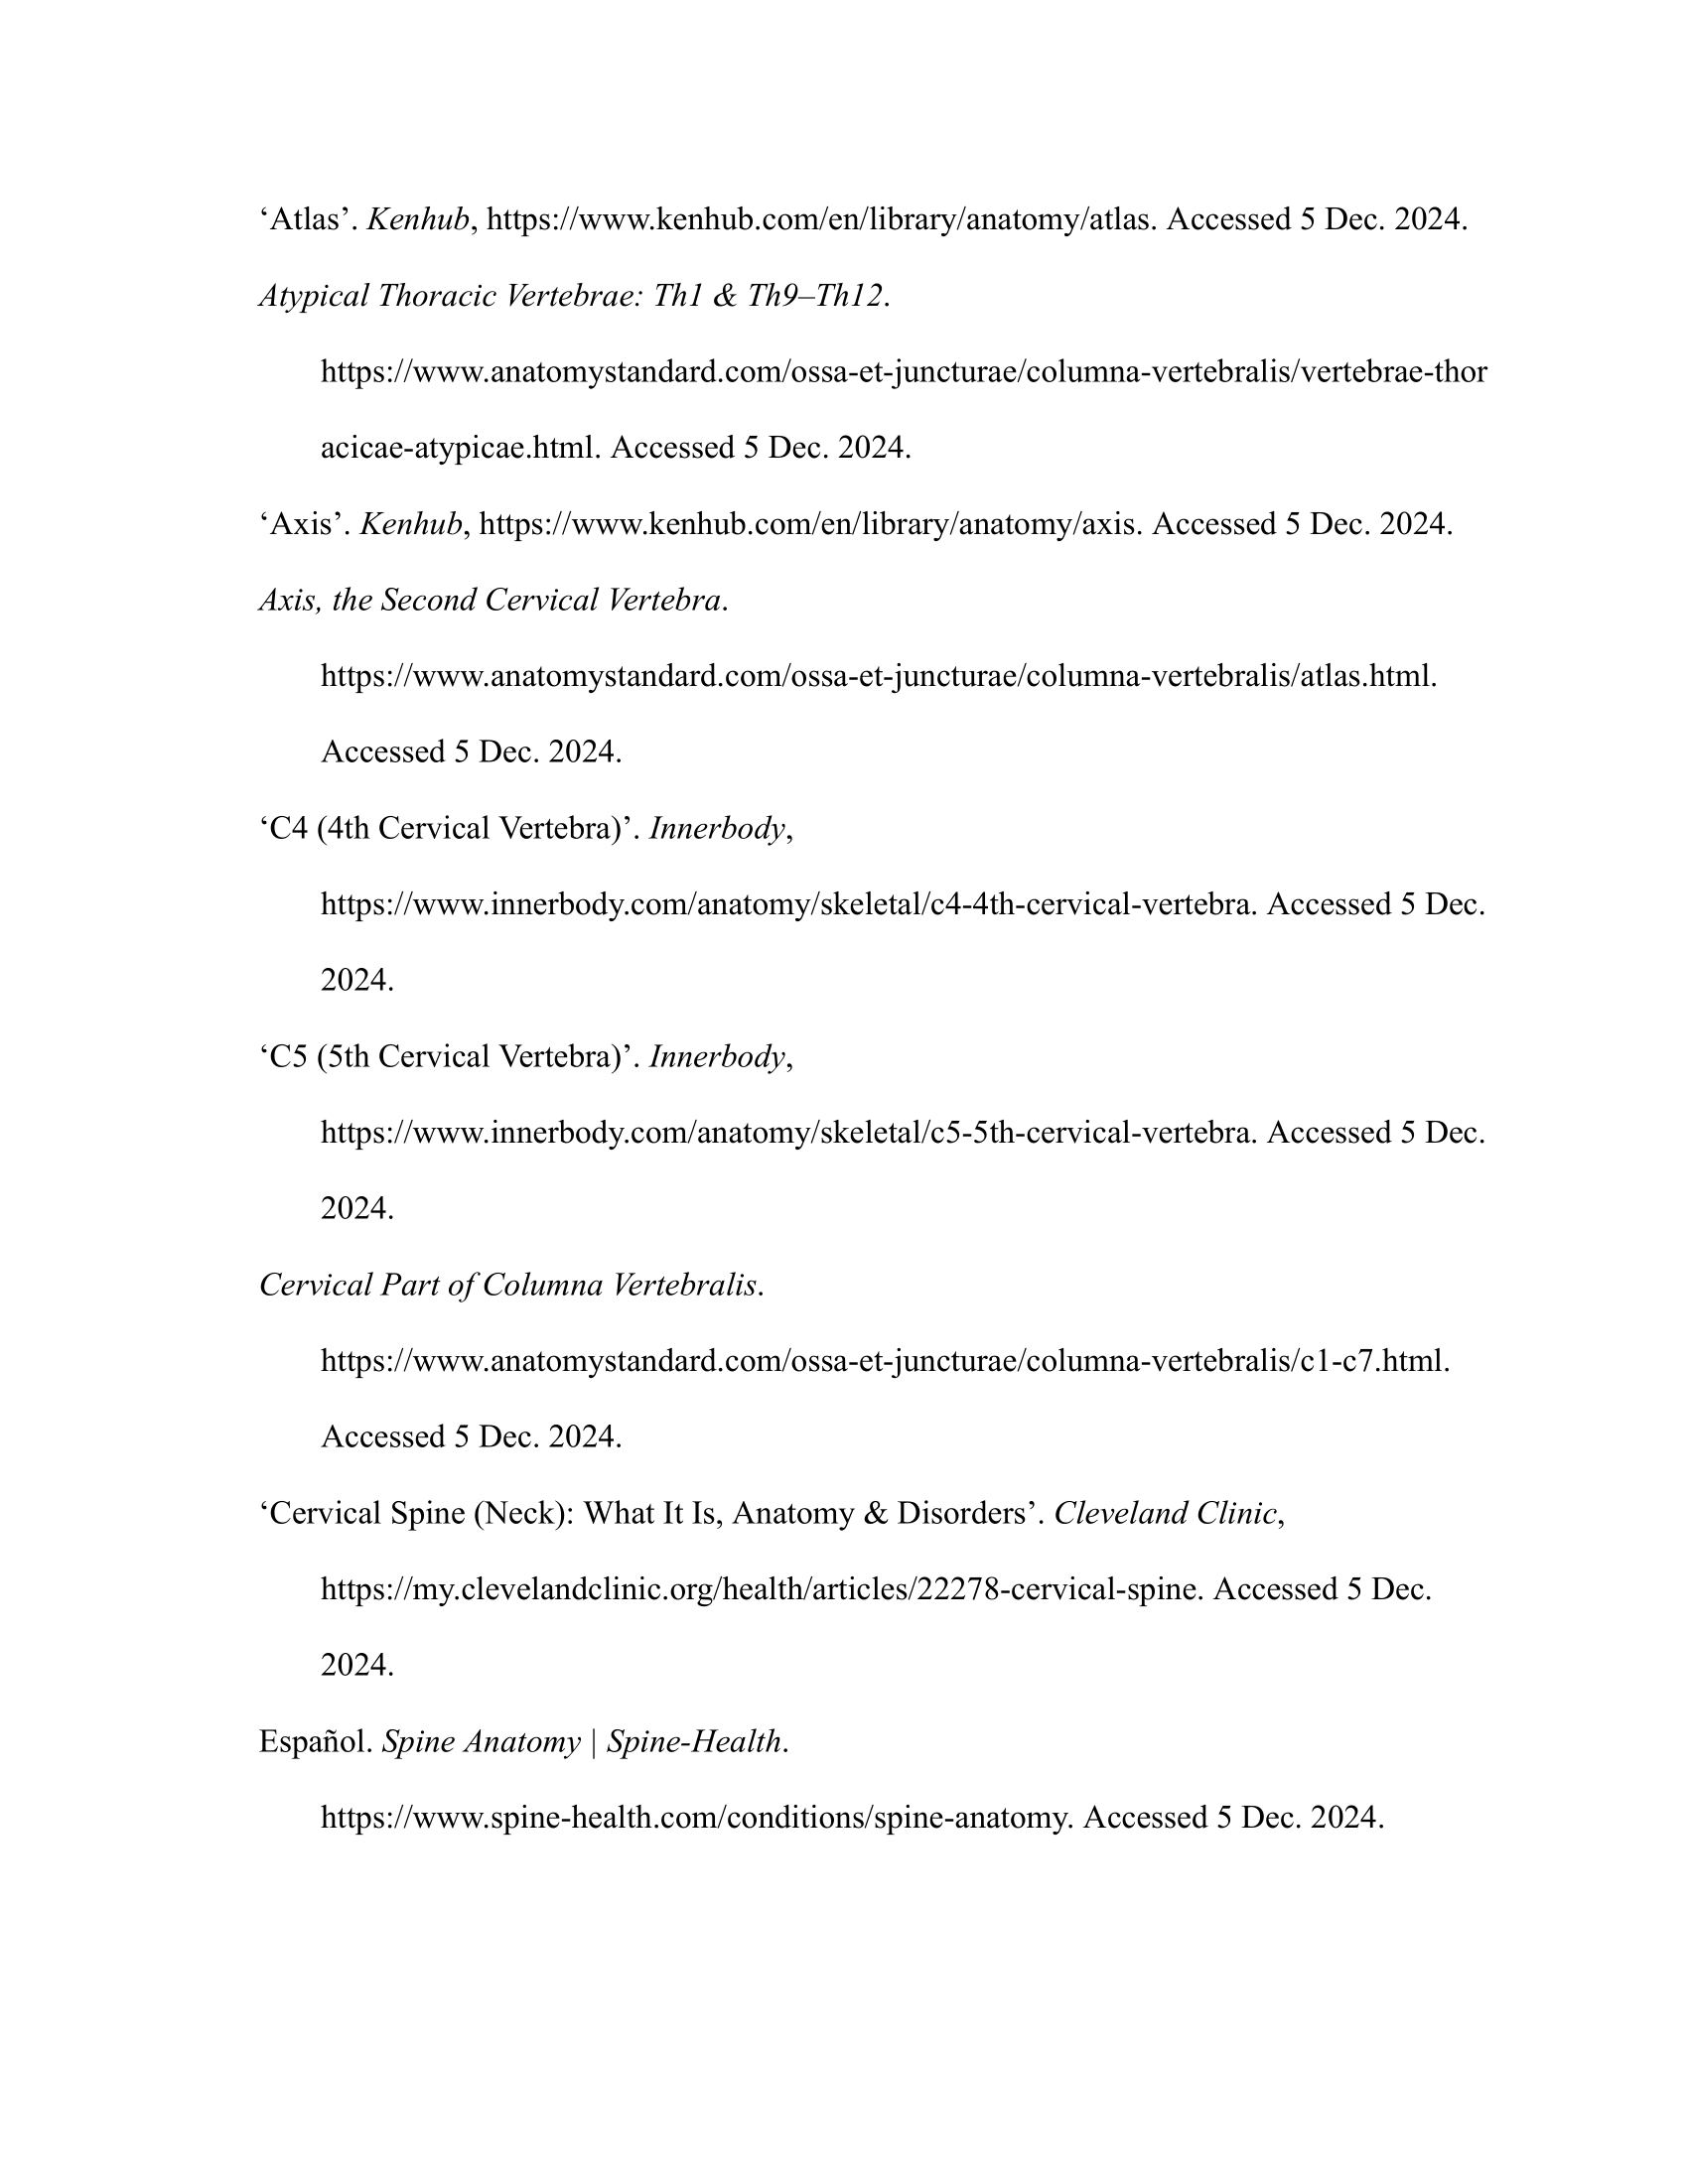 ‘Atlas’. Kenhub, https://www.kenhub.com/en/library/anatomy/atlas. Accessed 5 Dec. 2024.
Atypical Thoracic Vertebrae: Th1 & Th9–Th12.
https://www.anatomystandard.com/ossa-et-juncturae/columna-vertebralis/vertebrae-thor
acicae-atypicae.html. Accessed 5 Dec. 2024.
‘Axis’. Kenhub, https://www.kenhub.com/en/library/anatomy/axis. Accessed 5 Dec. 2024.
Axis, the Second Cervical Vertebra.
https://www.anatomystandard.com/ossa-et-juncturae/columna-vertebralis/atlas.html.
Accessed 5 Dec. 2024.
‘C4 (4th Cervical Vertebra)’. Innerbody,
https://www.innerbody.com/anatomy/skeletal/c4-4th-cervical-vertebra. Accessed 5 Dec.
2024.
‘C5 (5th Cervical Vertebra)’. Innerbody,
https://www.innerbody.com/anatomy/skeletal/c5-5th-cervical-vertebra. Accessed 5 Dec.
2024.
Cervical Part of Columna Vertebralis.
https://www.anatomystandard.com/ossa-et-juncturae/columna-vertebralis/c1-c7.html.
Accessed 5 Dec. 2024.
‘Cervical Spine (Neck): What It Is, Anatomy & Disorders’. Cleveland Clinic,
https://my.clevelandclinic.org/health/articles/22278-cervical-spine. Accessed 5 Dec.
2024.
Español. Spine Anatomy | Spine-Health.
https://www.spine-health.com/conditions/spine-anatomy. Accessed 5 Dec. 2024.